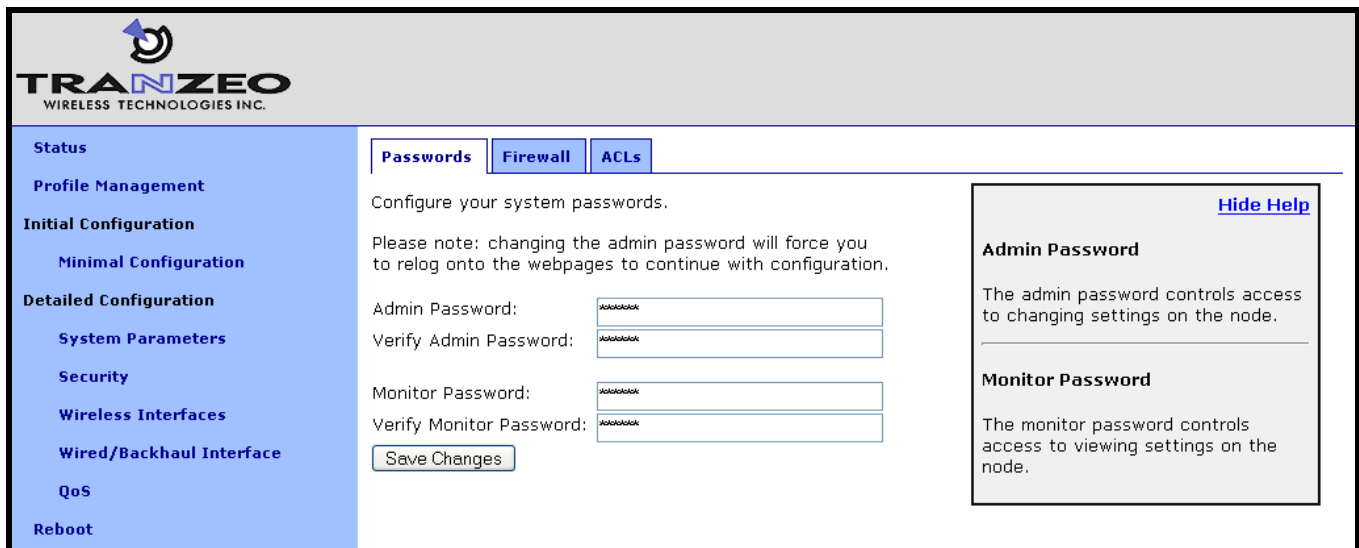 TRANZEO
WIRELESS TECHNOLOGIES INC.
Status
Profile Management
Initial Configuration
Minimal Configuration
Detailed Configuration
System Parameters
Security
Wireless Interfaces
Wired/Backhaul Interface
QoS
Reboot
Passwords
Firewall
ACLs
Configure your system passwords.
Please note: changing the admin password will force you
to relog onto the webpages to continue with configuration.
Admin Password: *******
Verify Admin Password: *******
Monitor Password: *******
Verify Monitor Password: *******
Save Changes
Hide Help
Admin Password
The admin password controls access
to changing settings on the node.
Monitor Password
The monitor password controls
access to viewing settings on the
node.